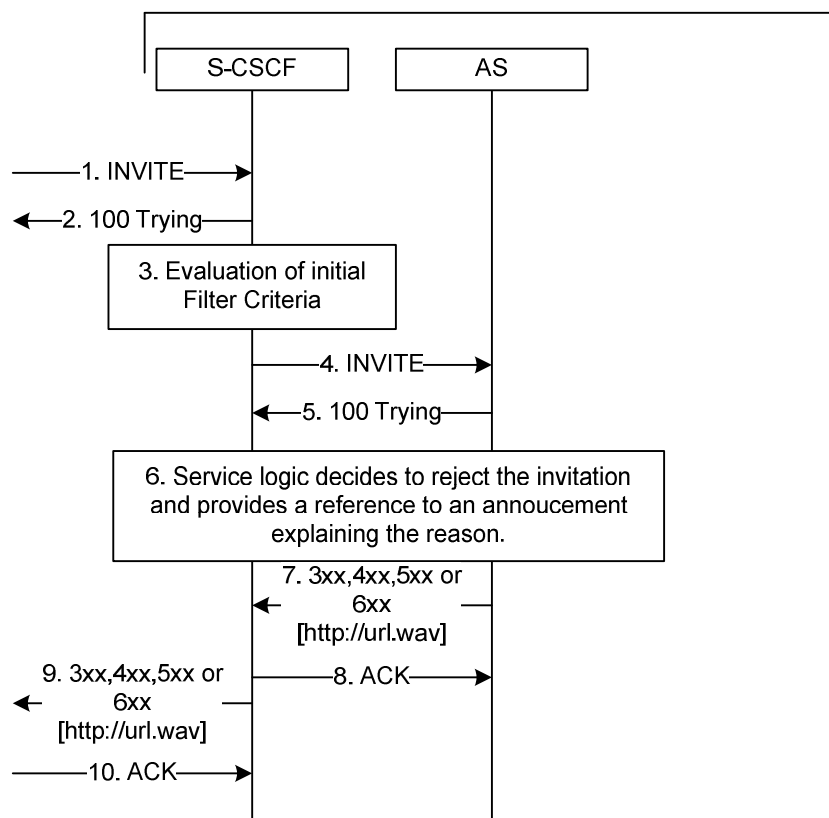 S-CSCF
AS
1. INVITE
2. 100 Trying
3. Evaluation of initial
Filter Criteria
4. INVITE
5. 100 Trying
6. Service logic decides to reject the invitation
and provides a reference to an annoucement
explaining the reason.
7. 3xx,4xx,5xx or
6xx
[http://url.wav]
8. ACK
9. 3xx,4xx,5xx or
6xx
[http://url.wav]
10. ACK